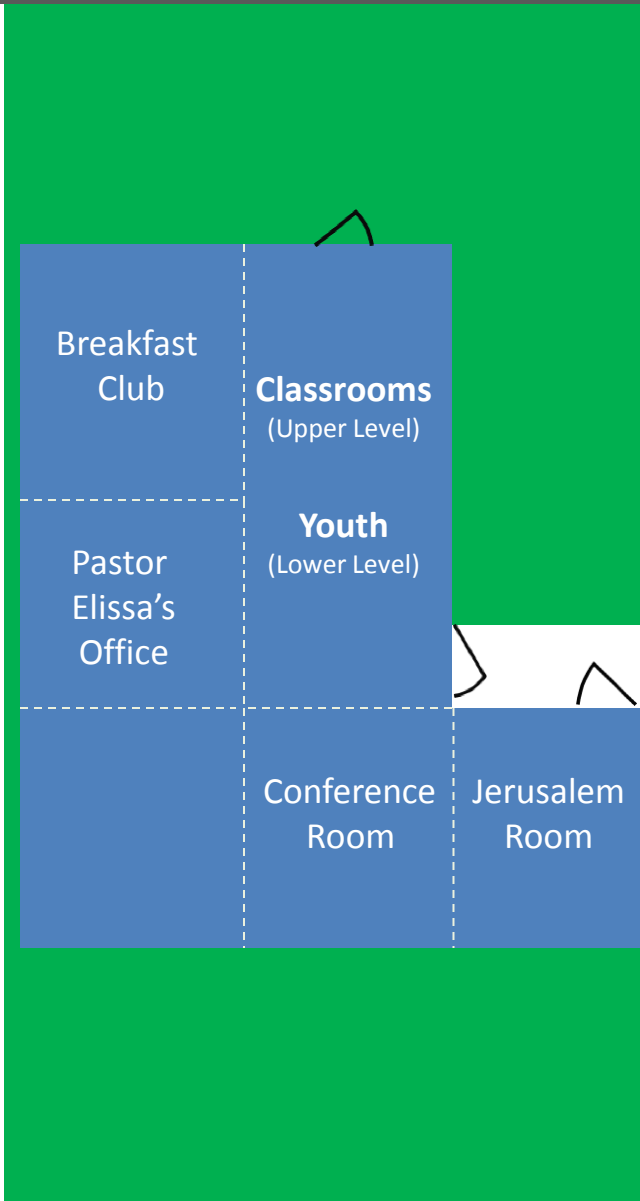 Breakfast
Club
Classrooms
(Upper Level)
Youth
(Lower Level)
Pastor
Elissa’s
Office
Conference
Room
Jerusalem
Room